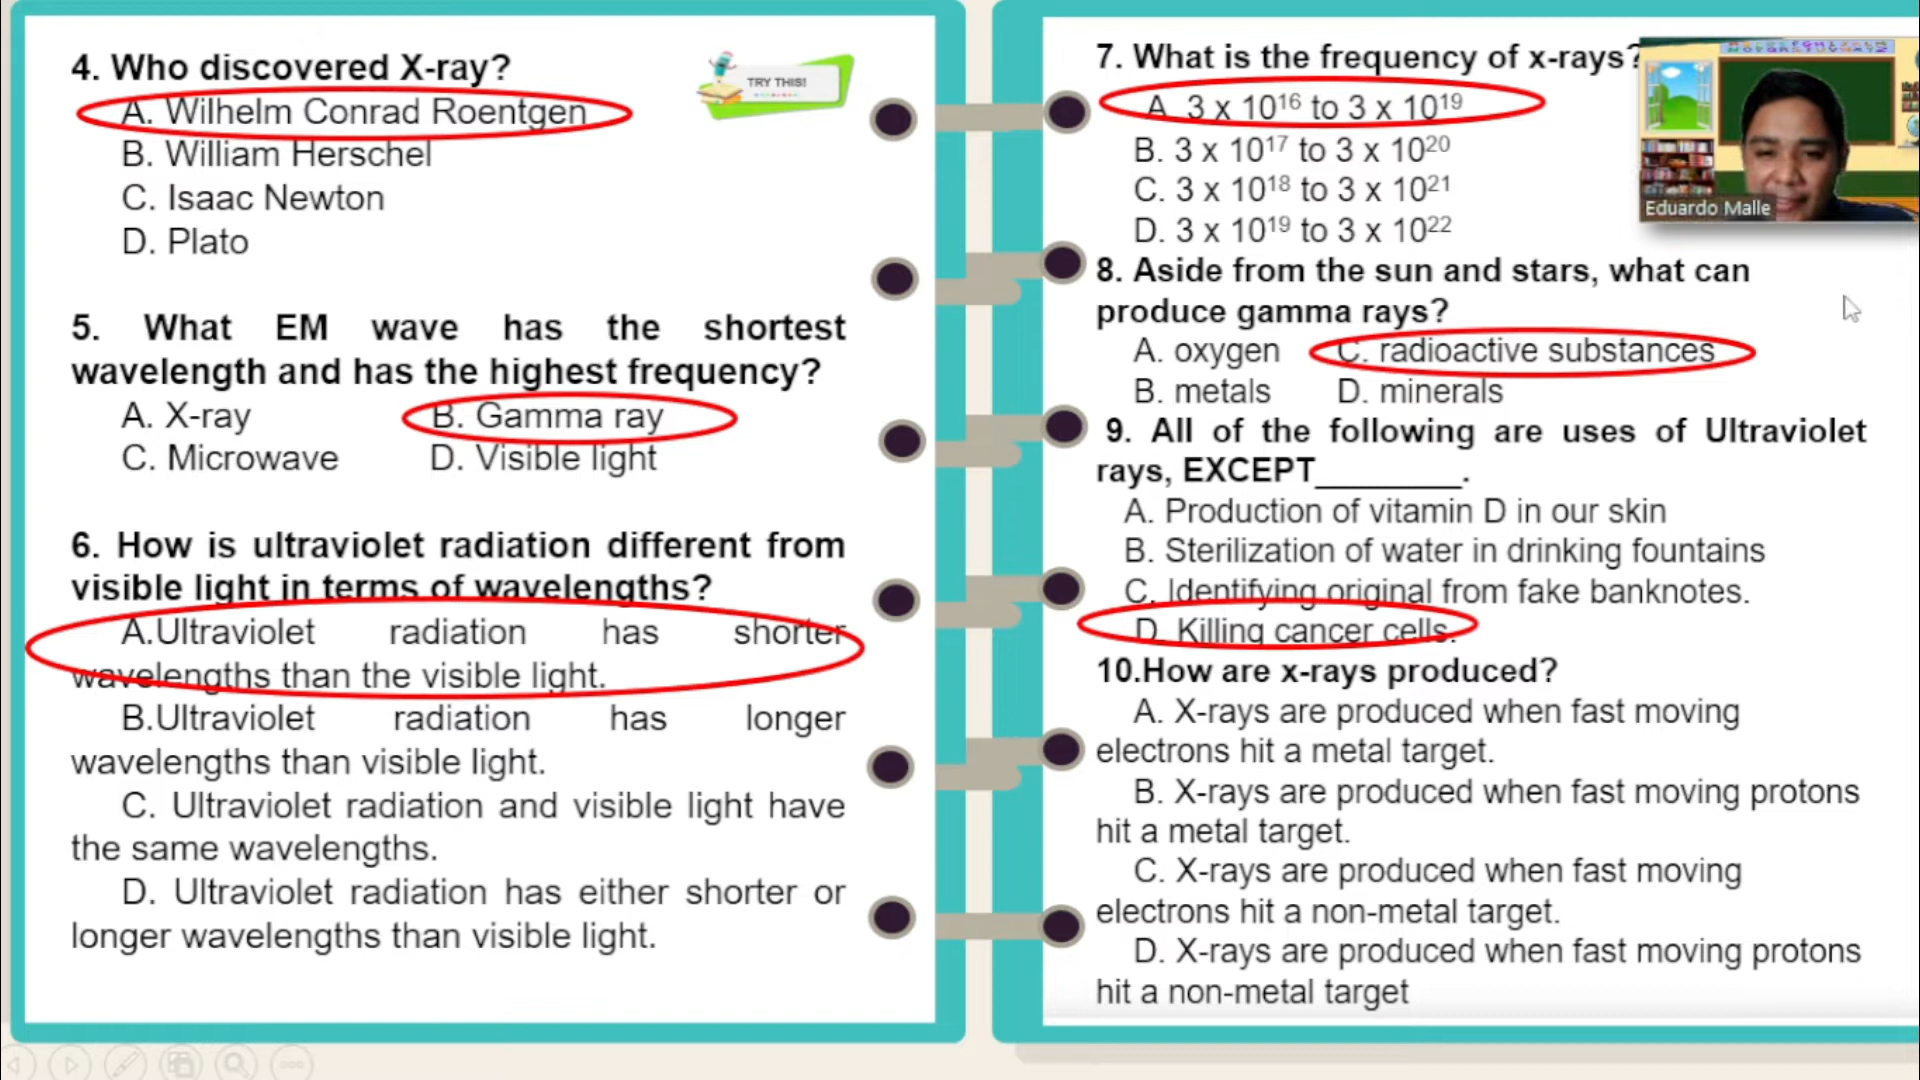 4. Who discovered X-ray?
A. Wilhelm Conrad Roentgen
B. William Herschel
C. Isaac Newton
D. Plato
TRY THIS!
5. What EM wave has the shortest
wavelength and has the highest frequency?
A. X-ray B. Gamma ray
C. Microwave D. Visible light
6. How is ultraviolet radiation different from
visible light in terms of wavelengths?
A.Ultraviolet radiation has shorter
wavelengths than the visible light.
B.Ultraviolet radiation has longer
wavelengths than visible light.
C. Ultraviolet radiation and visible light have
the same wavelengths.
D. Ultraviolet radiation has either shorter or
longer wavelengths than visible light.
7. What is the frequency of x-rays?
A. 3 x 10¹⁶ to 3 x 10¹⁹
B. 3 x 10¹⁷ to 3 x 10²⁰
C. 3 x 10¹⁸ to 3 x 10²¹
D. 3 x 10¹⁹ to 3 x 10²²
Eduardo Malle
8. Aside from the sun and stars, what can
produce gamma rays?
A. oxygen C. radioactive substances
B. metals D. minerals
9. All of the following are uses of Ultraviolet
rays, EXCEPT________.
A. Production of vitamin D in our skin
B. Sterilization of water in drinking fountains
C. Identifying original from fake banknotes.
D. Killing cancer cells.
10.How are x-rays produced?
A. X-rays are produced when fast moving
electrons hit a metal target.
B. X-rays are produced when fast moving protons
hit a metal target.
C. X-rays are produced when fast moving
electrons hit a non-metal target.
D. X-rays are produced when fast moving protons
hit a non-metal target